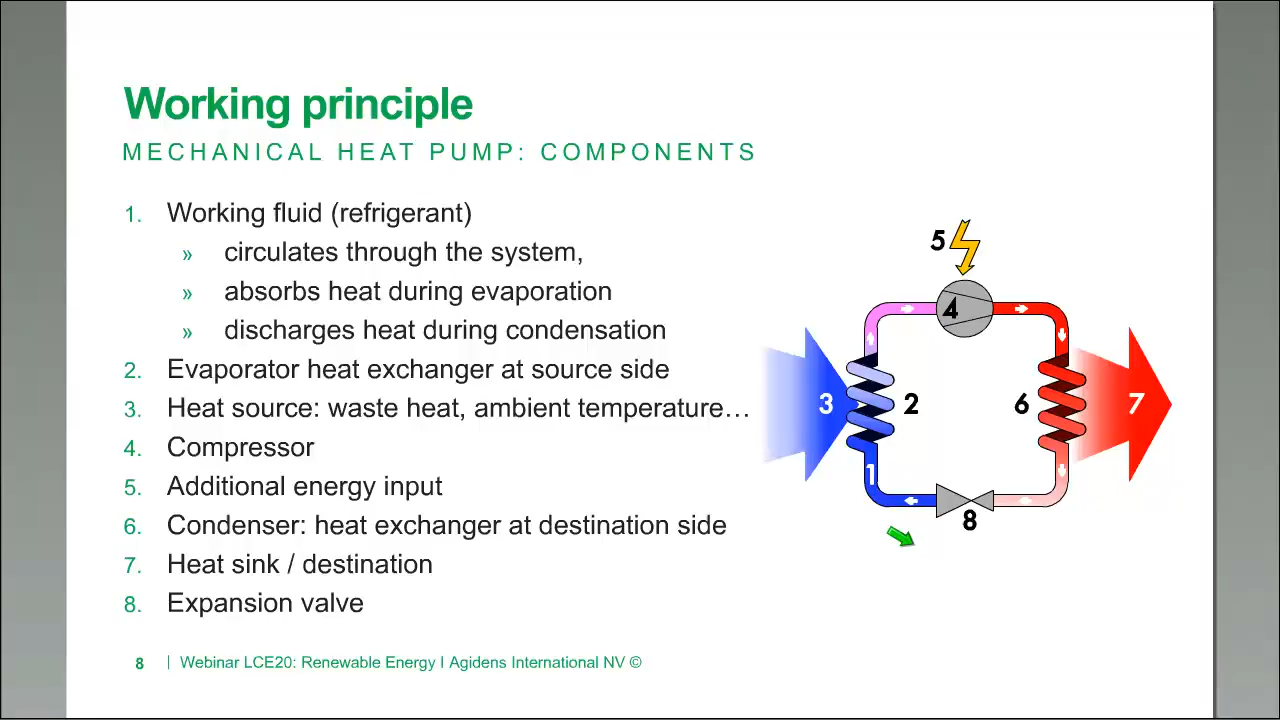 Working principle
MECHANICAL HEAT PUMP: COMPONENTS
1. Working fluid (refrigerant)
» circulates through the system,
» absorbs heat during evaporation
» discharges heat during condensation
2. Evaporator heat exchanger at source side
3. Heat source: waste heat, ambient temperature…
4. Compressor
5. Additional energy input
6. Condenser: heat exchanger at destination side
7. Heat sink / destination
8. Expansion valve
5
4
3
2
6
7
1
8
8 | Webinar LCE20: Renewable Energy I Agidens International NV ©